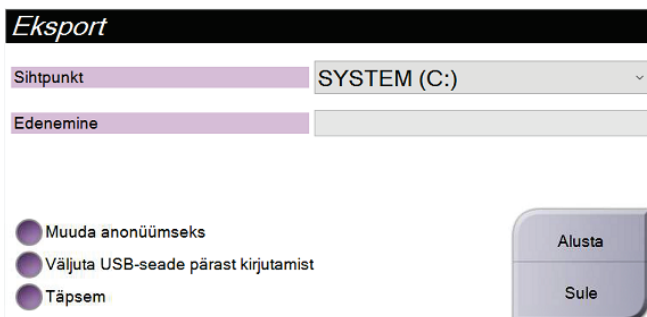 Eksport
Sihtpunkt
SYSTEM (C:)
Edenemine
Muuda anonüümseks
Väljuta USB-seade pärast kirjutamist
Täpsem
Alusta
Sule